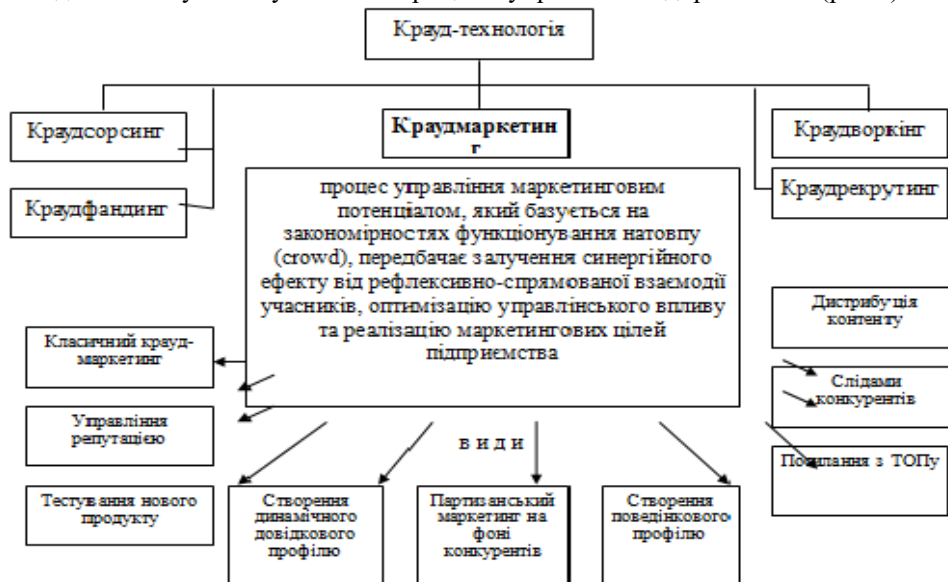 Крауд-технологія
Краудсорсинг
Краудмаркетин
г
Краудворкінг
Краудфандинг
Краудрекрутинг
процес управління маркетинговим
потенціалом, який базується на
закономірностях функціонування натовпу
(crowd), передбачає залучення синергійного
ефекту від рефлексивно-спрямованої взаємодії
учасників, оптимізацію управлінського впливу
та реалізацію маркетингових цілей
підприємства
Класичний крауд-
маркетинг
Управління
репутацією
Тестування нового
продукту
види
Створення
динамічного
довідкового
профілю
Партизанський
маркетинг на
фоні
конкурентів
Створення
поведінкового
профілю
Дистрибуція
контенту
Слідами
конкурентів
Посилання з ТОПу